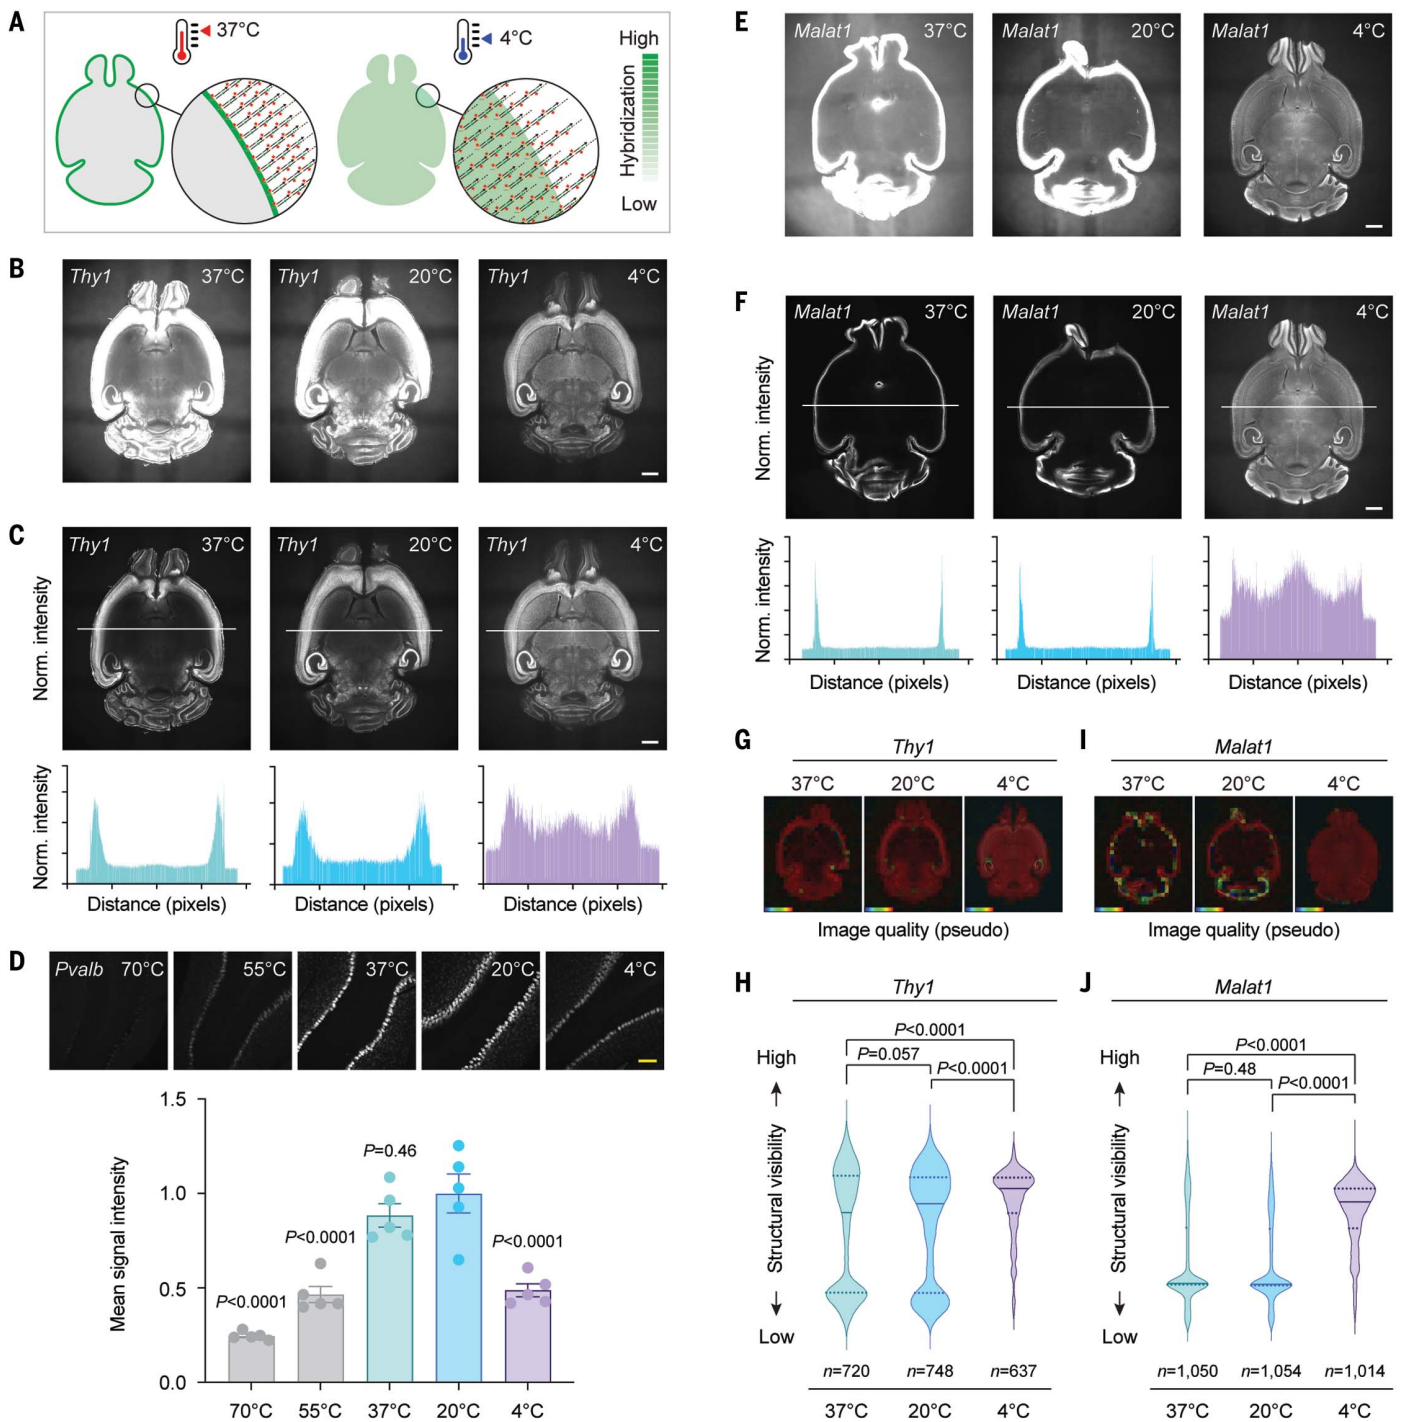 A
37°C
4°C
High
Hybridization
Low
B
Thy1 37°C
Thy1 20°C
Thy1 4°C
C
Norm. intensity
Thy1 37°C
Thy1 20°C
Thy1 4°C
Norm. intensity
Distance (pixels)
Distance (pixels)
Distance (pixels)
D
Pvalb 70°C
55°C
37°C
20°C
4°C
Mean signal intensity
1.5
1.0
0.5
0.0
P<0.0001
P<0.0001
P=0.46
P<0.0001
70°C
55°C
37°C
20°C
4°C
E
Malat1 37°C
Malat1 20°C
Malat1 4°C
F
Norm. intensity
Malat1 37°C
Malat1 20°C
Malat1 4°C
Norm. intensity
Distance (pixels)
Distance (pixels)
Distance (pixels)
G
Thy1
37°C
20°C
4°C
Image quality (pseudo)
I
Malat1
37°C
20°C
4°C
Image quality (pseudo)
H
Thy1
High
Structural visibility
Low
P<0.0001
P=0.057
P<0.0001
n=720
n=748
n=637
37°C
20°C
4°C
J
Malat1
High
Structural visibility
Low
P<0.0001
P=0.48
P<0.0001
n=1,050
n=1,054
n=1,014
37°C
20°C
4°C